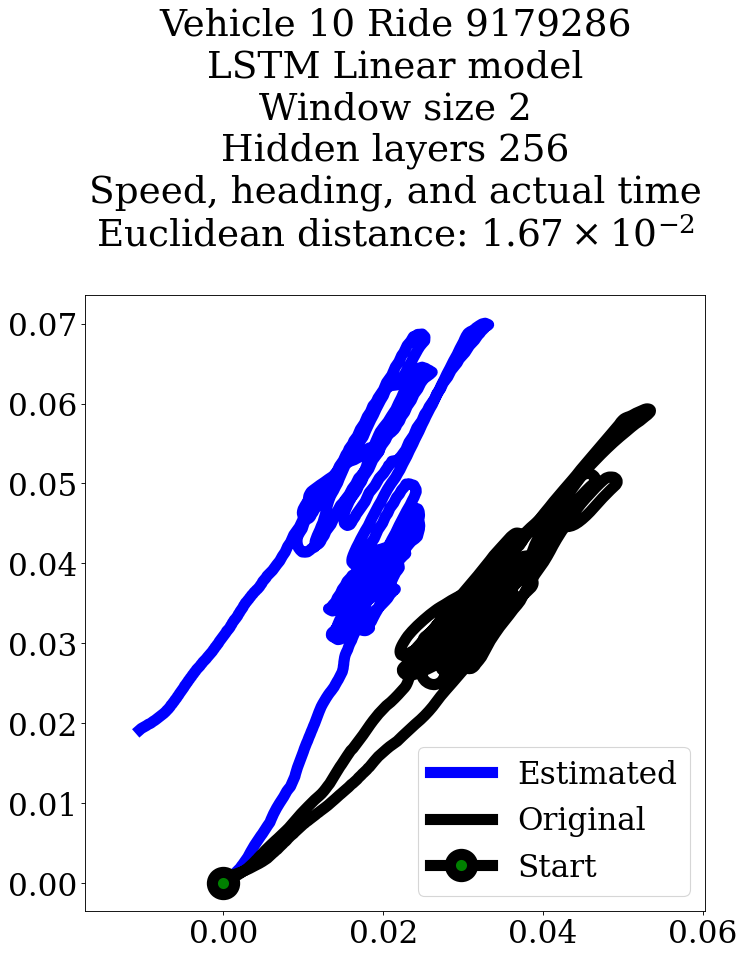 Vehicle 10 Ride 9179286
LSTM Linear model
Window size 2
Hidden layers 256
Speed, heading, and actual time
Euclidean distance: 1.67 × 10⁻²
0.07
0.06
0.05
0.04
0.03
0.02
0.01
0.00
Estimated
Original
Start
0.00 0.02 0.04 0.06